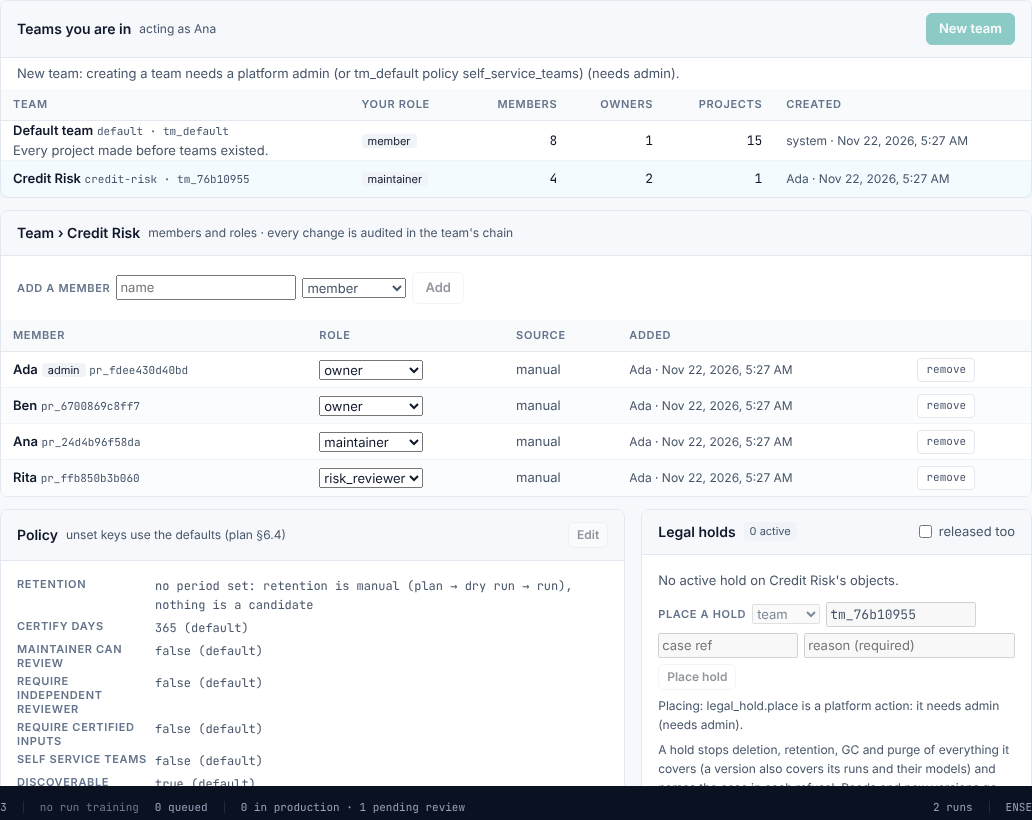 Teams you are in acting as Ana New team
New team: creating a team needs a platform admin (or tm_default policy self_service_teams) (needs admin).
TEAM YOUR ROLE MEMBERS OWNERS PROJECTS CREATED
Default team default · tm_default member 8 1 15 system · Nov 22, 2026, 5:27 AM
Every project made before teams existed.
Credit Risk credit-risk · tm_76b10955 maintainer 4 2 1 Ada · Nov 22, 2026, 5:27 AM
Team › Credit Risk members and roles · every change is audited in the team's chain
ADD A MEMBER name member Add
MEMBER ROLE SOURCE ADDED
Ada admin pr_fdee430d40bd owner manual Ada · Nov 22, 2026, 5:27 AM remove
Ben pr_6700869c8ff7 owner manual Ada · Nov 22, 2026, 5:27 AM remove
Ana pr_24d4b96f58da maintainer manual Ada · Nov 22, 2026, 5:27 AM remove
Rita pr_ffb850b3b060 risk_reviewer manual Ada · Nov 22, 2026, 5:27 AM remove
Policy unset keys use the defaults (plan §6.4) Edit
RETENTION no period set: retention is manual (plan → dry run → run),
nothing is a candidate
CERTIFY DAYS 365 (default)
MAINTAINER CAN
REVIEW false (default)
REQUIRE
INDEPENDENT
REVIEWER false (default)
REQUIRE CERTIFIED
INPUTS false (default)
SELF SERVICE TEAMS false (default)
DISCOVERABLE true (default)
Legal holds 0 active released too
No active hold on Credit Risk's objects.
PLACE A HOLD team tm_76b10955
case ref reason (required)
Place hold
Placing: legal_hold.place is a platform action: it needs admin
(needs admin).
A hold stops deletion, retention, GC and purge of everything it
covers (a version also covers its runs and their models) and
3 no run training 0 queued 0 in production · 1 pending review 2 runs ENSE